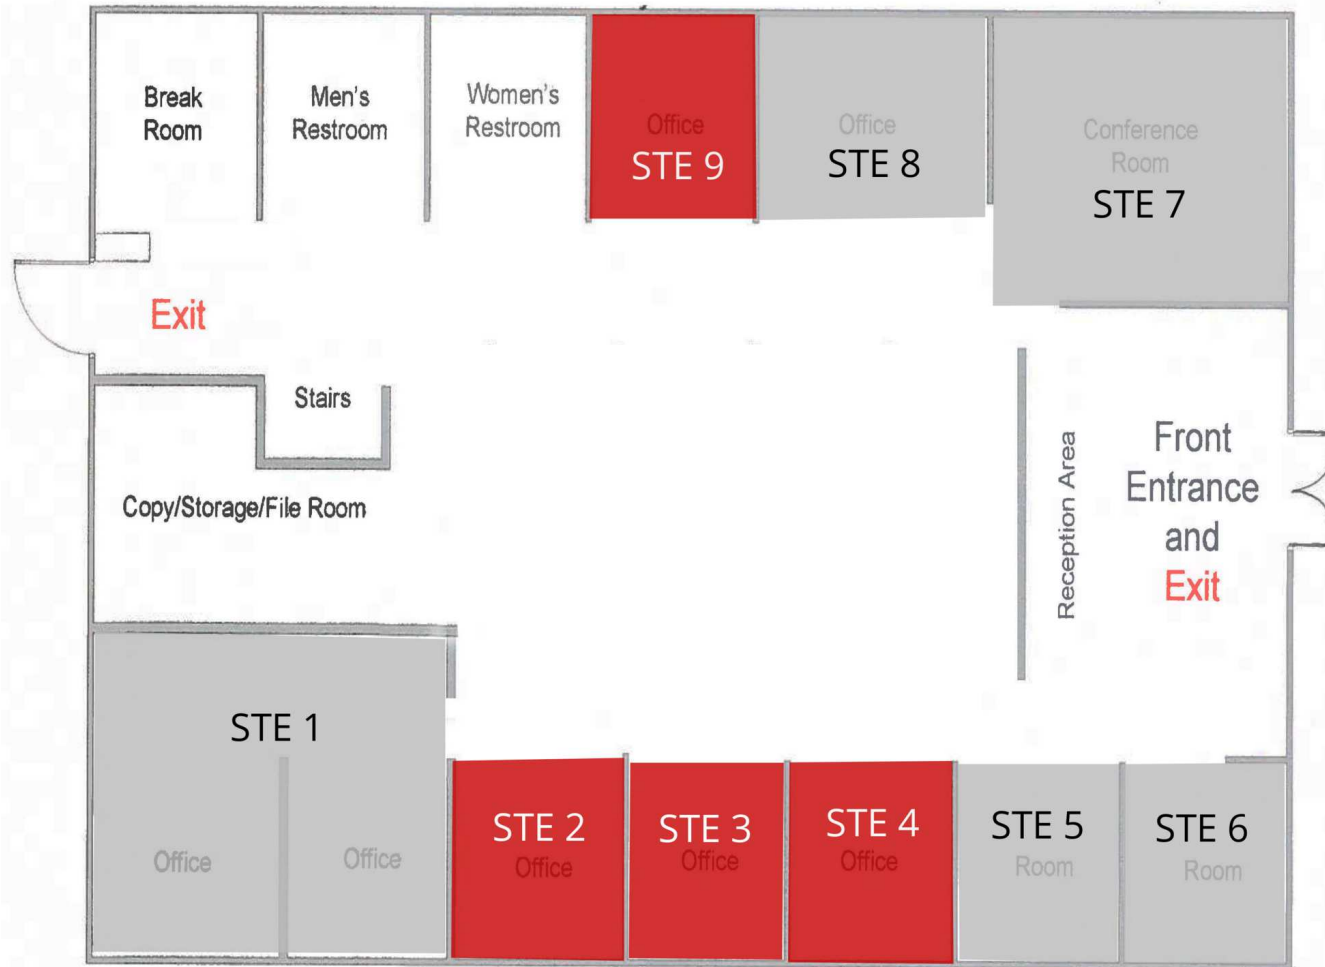 Break
Room
Men's
Restroom
Women's
Restroom
Office
STE 9
Office
STE 8
Conference
Room
STE 7
Exit
Stairs
Copy/Storage/File Room
Reception Area
Front
Entrance
and
Exit
STE 1
Office
Office
STE 2
Office
STE 3
Office
STE 4
Office
STE 5
Room
STE 6
Room